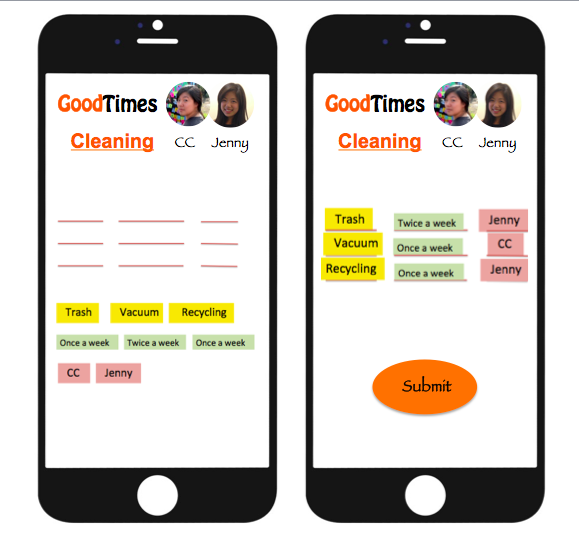 GoodTimes
Cleaning CC Jenny
Trash Vacuum Recycling
Once a week Twice a week Once a week
CC Jenny
GoodTimes
Cleaning CC Jenny
Trash Twice a week Jenny
Vacuum Once a week CC
Recycling Once a week Jenny
Submit